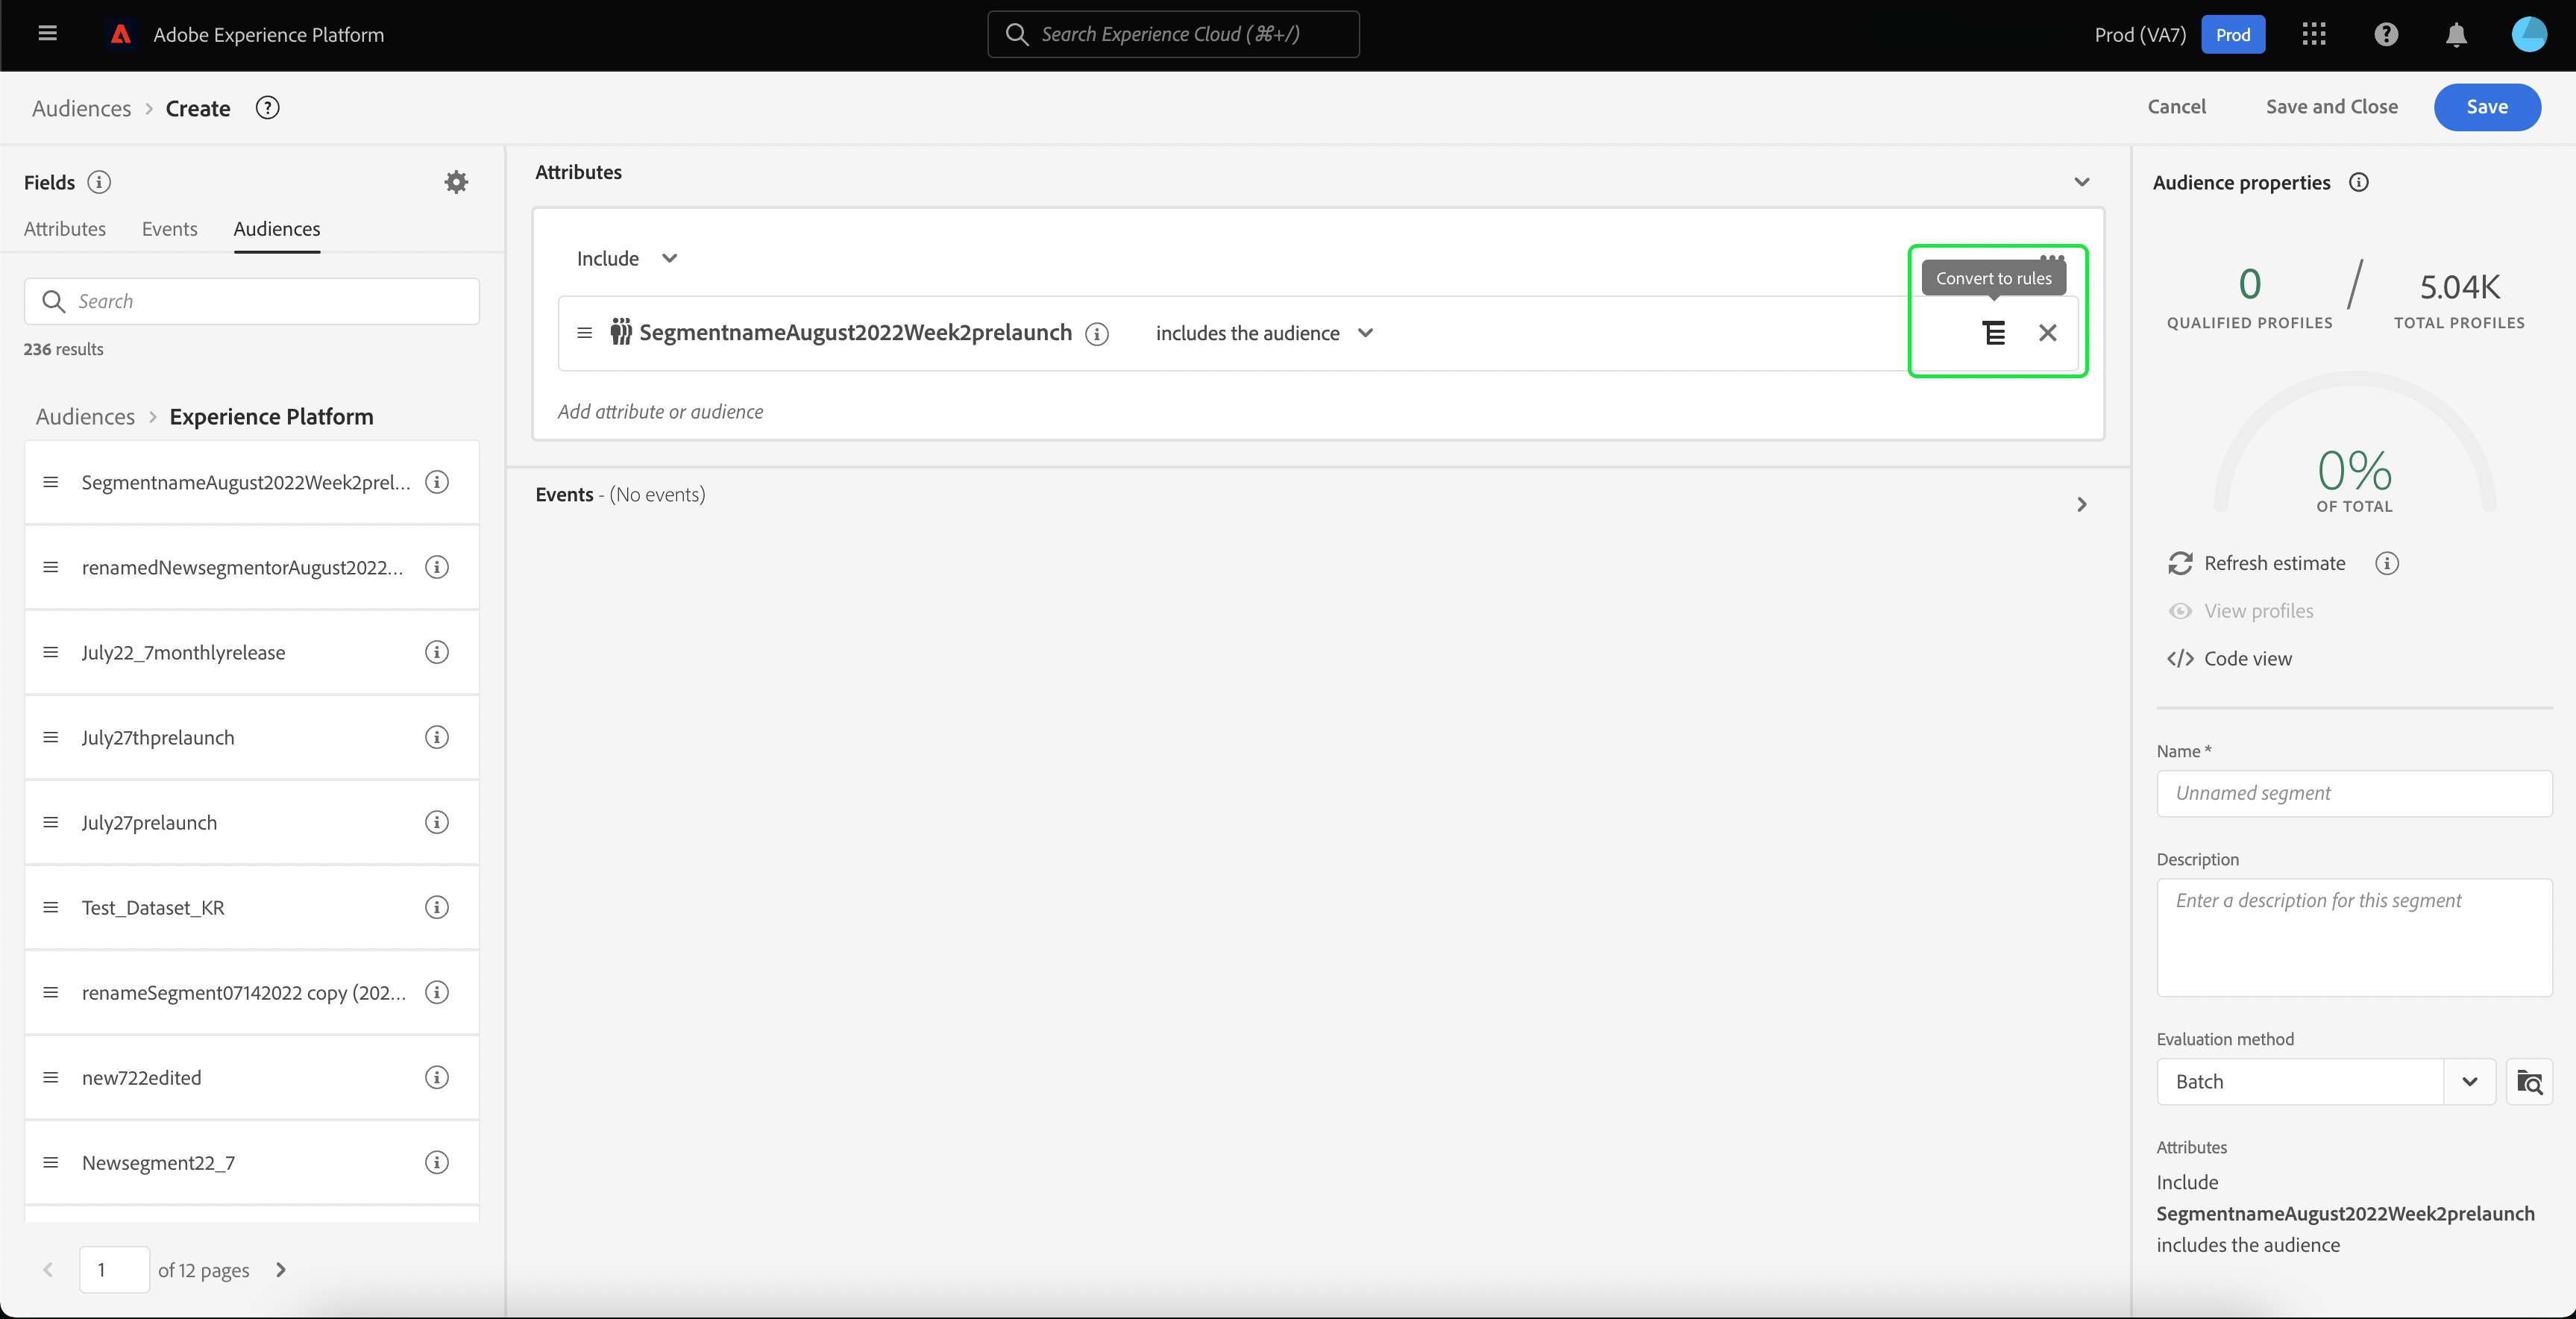 Adobe Experience Platform
Search Experience Cloud (⌘+/)
Prod (VA7) Prod
Audiences > Create
Cancel Save and Close Save
Fields
Attributes Events Audiences
Search
236 results
Audiences > Experience Platform
SegmentnameAugust2022Week2prel...
renamedNewsegmentorAugust2022...
July22_7monthlyrelease
July27thprelaunch
July27prelaunch
Test_Dataset_KR
renameSegment07142022 copy (202...
new722edited
Newsegment22_7
1 of 12 pages
Attributes
Include
Convert to rules
SegmentnameAugust2022Week2prelaunch includes the audience
Add attribute or audience
Events - (No events)
Audience properties
0 / 5.04K
QUALIFIED PROFILES TOTAL PROFILES
0%
OF TOTAL
Refresh estimate
View profiles
</> Code view
Name *
Unnamed segment
Description
Enter a description for this segment
Evaluation method
Batch
Attributes
Include
SegmentnameAugust2022Week2prelaunch
includes the audience